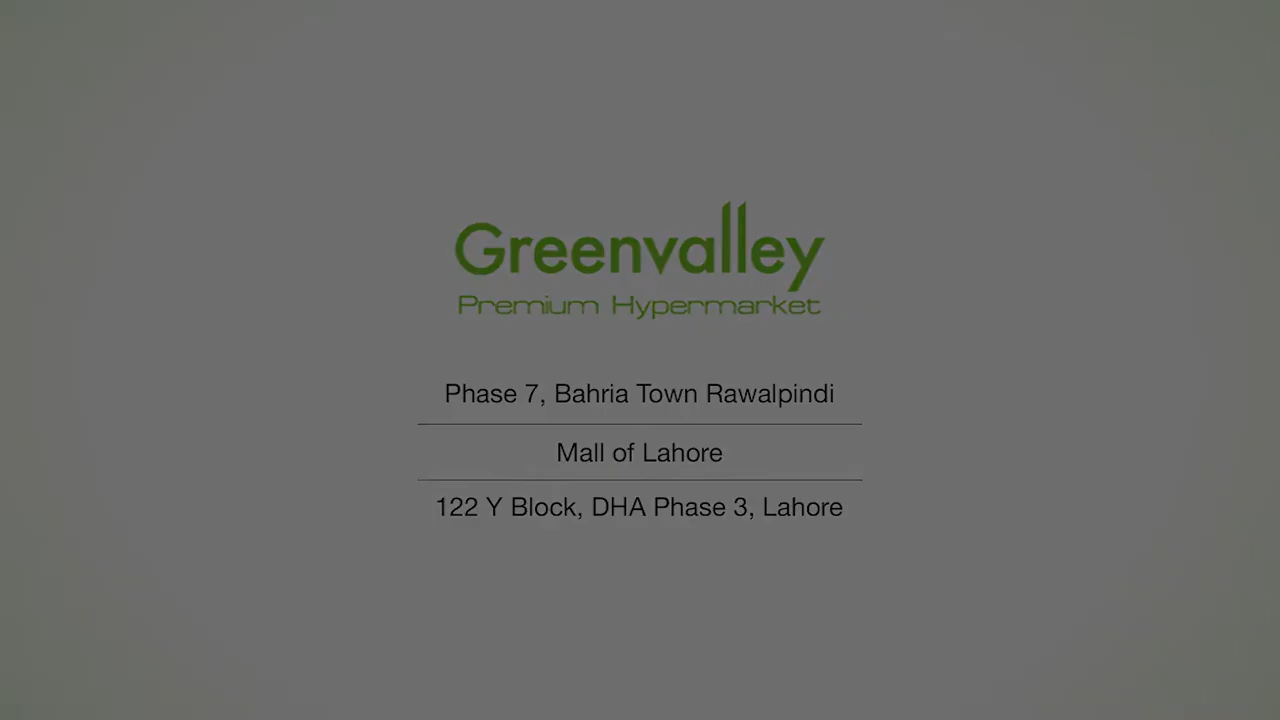 Greenvalley
Premium Hypermarket
Phase 7, Bahria Town Rawalpindi
Mall of Lahore
122 Y Block, DHA Phase 3, Lahore